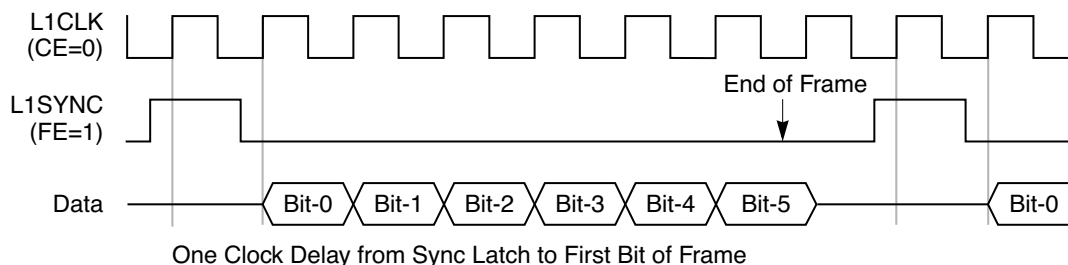 L1CLK
(CE=0)
End of Frame
L1SYNC
(FE=1)
Data Bit-0 Bit-1 Bit-2 Bit-3 Bit-4 Bit-5 Bit-0
One Clock Delay from Sync Latch to First Bit of Frame